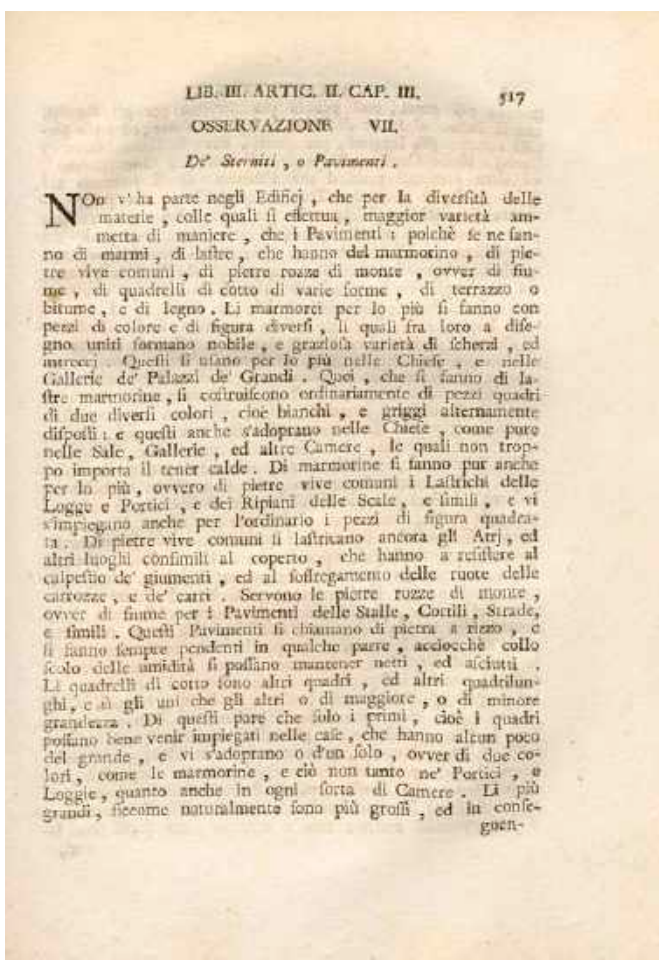 LIB. III. ARTIC. II. CAP. III. 517
OSSERVAZIONE VII.
De' Sterniti , o Pavimenti .
NOn v'ha parte negli Edificj , che per la diversità delle
materie , colle quali si effettua , maggior varietà am-
metta di maniere , che i Pavimenti : poichè se ne fan-
no di marmi , di lastre , che hanno del marmorino , di pie-
tre vive comuni , di pietre rozze di monte , ovver di fiu-
me , di quadrelli di cotto di varie forme , di terrazzo o
bitume , e di legno . Li marmorei per lo più si fanno con
pezzi di colore e di figura diversi , li quali fra loro a dise-
gno uniti formano nobile , e graziosa varietà di scherzi , ed
intrecci . Questi si usano per lo più nelle Chiese , e nelle
Gallerie de' Palazzi de' Grandi . Quei , che si fanno di la-
stre marmorine , si costruiscono ordinariamente di pezzi quadri
di due diversi colori , cioè bianchi , e griggi alternamente
disposti : e questi anche s'adoprano nelle Chiese , come pure
nelle Sale , Gallerie , ed altre Camere , le quali non trop-
po importa il tener calde . Di marmorine si fanno pur anche
per lo più , ovvero di pietre vive comuni i Lastrichi delle
Logge e Portici , e dei Ripiani delle Scale , e simili , e vi
s'impiegano anche per l'ordinario i pezzi di figura quadra-
ta . Di pietre vive comuni si lastricano ancora gli Atrj , ed
altri luoghi consimili al coperto , che hanno a resistere al
calpestio de' giumenti , ed al soffregamento delle ruote delle
carrozze , e de' carri . Servono le pietre rozze di monte ,
ovver di fiume per i Pavimenti delle Stalle , Cortili , Strade,
e simili . Questi Pavimenti si chiamano di pietra a rizzo , e
si fanno sempre pendenti in qualche parte , acciocchè collo
scolo delle umidità si possano mantener netti , ed asciutti .
Li quadrelli di cotto sono altri quadri , ed altri quadrilun-
ghi , e sì gli uni che gli altri o di maggiore , o di minore
grandezza . Di questi pare che solo i primi , cioè i quadri
possano bene venir impiegati nelle case , che hanno alcun poco
del grande , e vi s'adoprano o d'un solo , ovver di due co-
lori , come le marmorine , e ciò non tanto ne' Portici , e
Loggie , quanto anche in ogni sorta di Camere . Li più
grandi , siccome naturalmente sono più grossi , ed in conse-
guen-